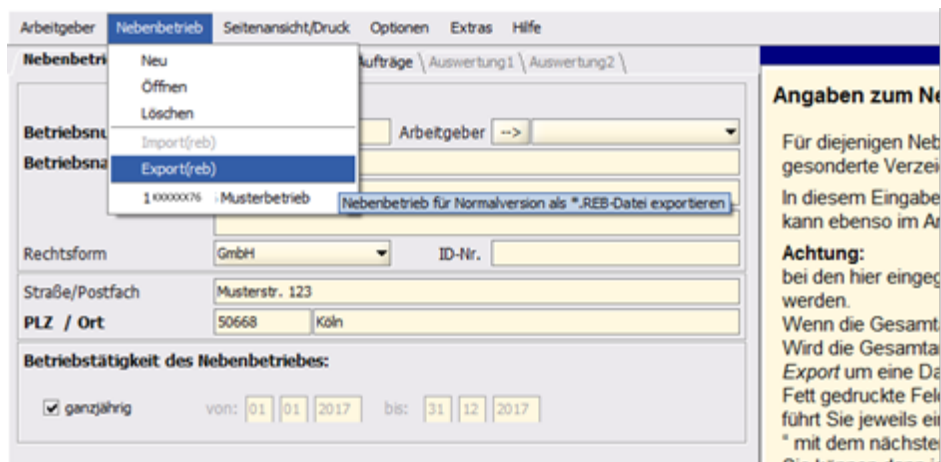 Arbeitgeber Nebenbetrieb Seitenansicht/Druck Optionen Extras Hilfe
Nebenbetri Aufträge \ Auswertung1 \ Auswertung2 \
Neu
Öffnen
Löschen
Import(reb)
Export(reb)
Musterbetrieb
Nebenbetrieb für Normalversion als *.REB-Datei exportieren
Betriebsnu Arbeitgeber -->
Betriebsna
Rechtsform GmbH ID-Nr.
Straße/Postfach Musterstr. 123
PLZ / Ort 50668 Köln
Betriebstätigkeit des Nebenbetriebes:
ganzjährig von: 01 01 2017 bis: 31 12 2017
Angaben zum Ne
Für diejenigen Neb
gesonderte Verzei
In diesem Eingabe
kann ebenso im Ar
Achtung:
bei den hier eingeg
werden.
Wenn die Gesamt
Wird die Gesamta
Export um eine Da
Fett gedruckte Feld
führt Sie jeweils ei
" mit dem nächste